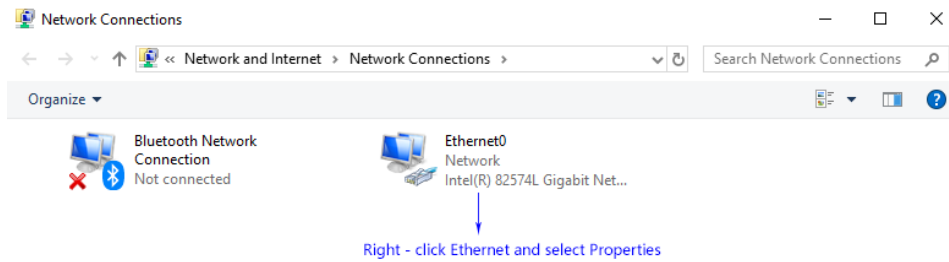 Network Connections
« Network and Internet > Network Connections >
Search Network Connections
Organize
?
Bluetooth Network
Connection
Not connected
Ethernet0
Network
Intel(R) 82574L Gigabit Net...
Right - click Ethernet and select Properties